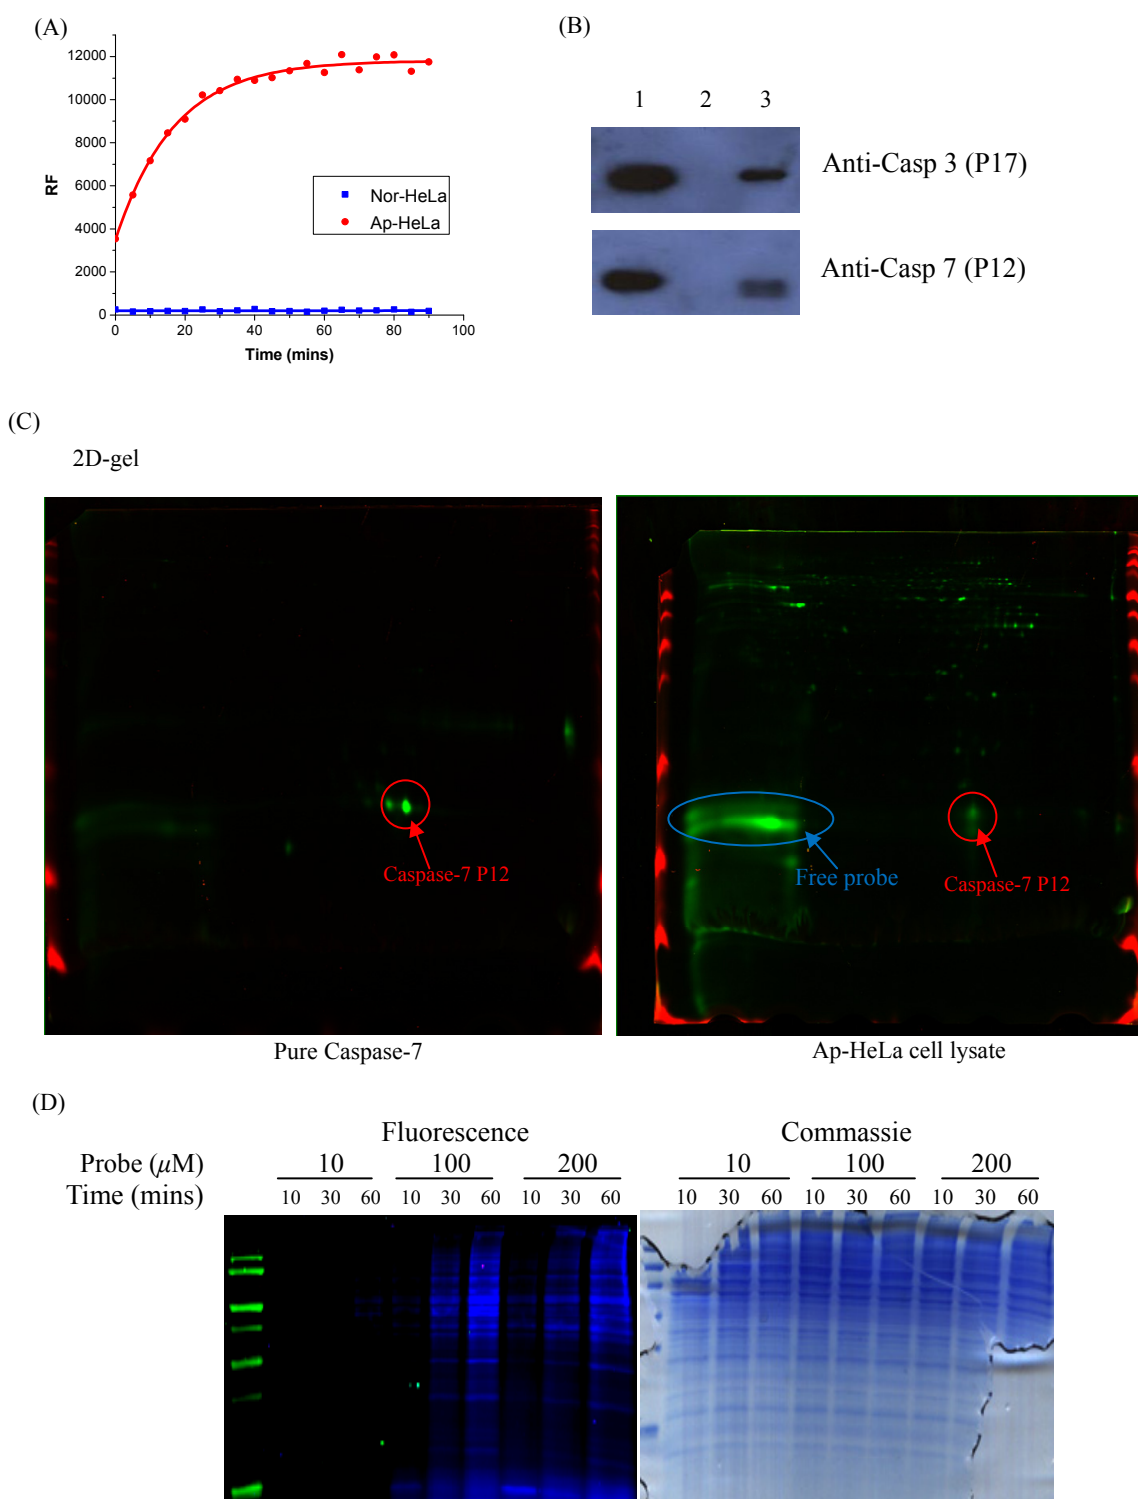 (A)
12000
10000
8000
6000
4000
2000
0
RF
0 20 40 60 80 100
Time (mins)
Nor-HeLa
Ap-HeLa
(B)
1 2 3
Anti-Casp 3 (P17)
Anti-Casp 7 (P12)
(C)
2D-gel
Caspase-7 P12
Free probe
Caspase-7 P12
Pure Caspase-7
Ap-HeLa cell lysate
(D)
Fluorescence Commassie
Probe (μM) 10 100 200 10 100 200
Time (mins) 10 30 60 10 30 60 10 30 60 10 30 60 10 30 60 10 30 60